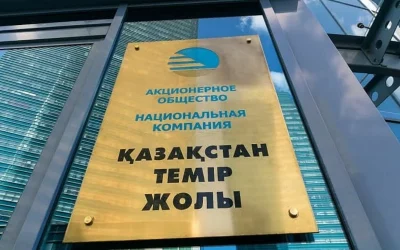 АКЦИОНЕРНОЕ
ОБЩЕСТВО
НАЦИОНАЛЬНАЯ
КОМПАНИЯ
ҚАЗАҚСТАН
ТЕМІР
ЖОЛЫ